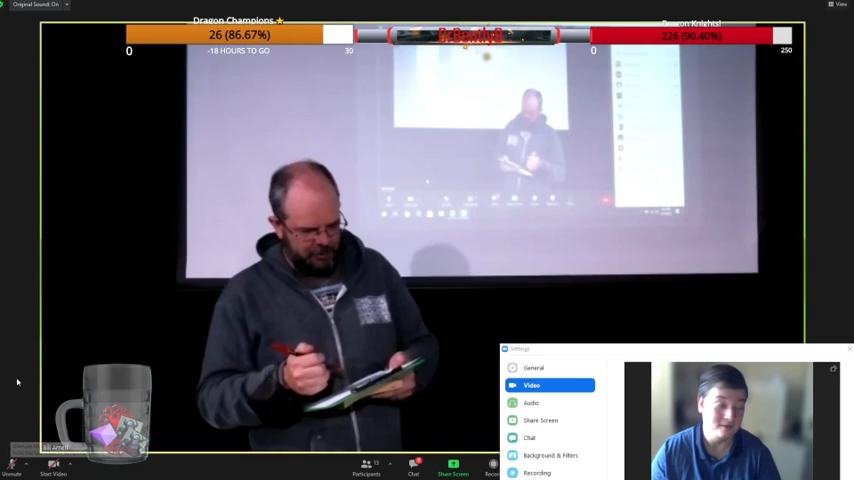 Original Sound: On
View
Dragon Champions
Dragon Knights!
26 (86.67%)
DrBentlyD
226 (90.40%)
0
-18 HOURS TO GO
30
0
250
Settings
General
Video
Audio
Share Screen
Chat
Background & Filters
Recording
Unmute
Start Video
Participants
13
Chat
Share Screen